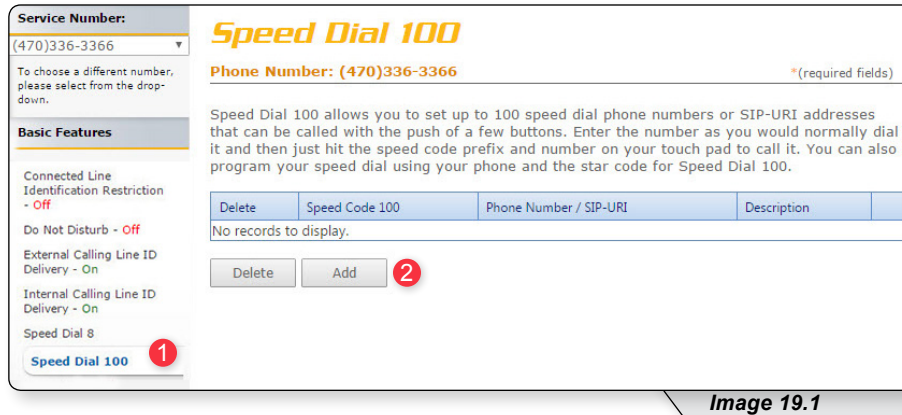 Service Number:
(470)336-3366
To choose a different number,
please select from the drop-
down.
Basic Features
Connected Line
Identification Restriction
- Off
Do Not Disturb - Off
External Calling Line ID
Delivery - On
Internal Calling Line ID
Delivery - On
Speed Dial 8
Speed Dial 100
1
Speed Dial 100
Phone Number: (470)336-3366
*(required fields)
Speed Dial 100 allows you to set up to 100 speed dial phone numbers or SIP-URI addresses
that can be called with the push of a few buttons. Enter the number as you would normally dial
it and then just hit the speed code prefix and number on your touch pad to call it. You can also
program your speed dial using your phone and the star code for Speed Dial 100.
Delete Speed Code 100 Phone Number / SIP-URI Description
No records to display.
Delete Add 2
Image 19.1